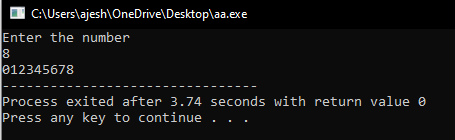 C:\Users\ajesh\OneDrive\Desktop\aa.exe
Enter the number
8
012345678
--------------------------------
Process exited after 3.74 seconds with return value 0
Press any key to continue . . .